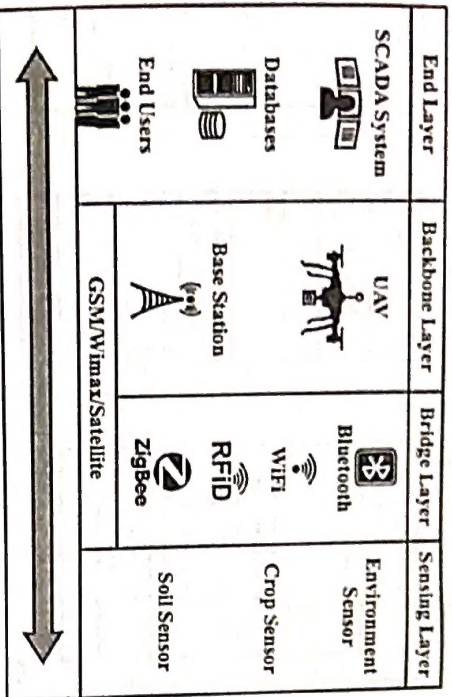 End Layer
SCADA System
Databases
End Users
Backbone Layer
UAV
Base Station
Bridge Layer
Bluetooth
WiFi
RFiD
ZigBee
GSM/Wimax/Satellite
Sensing Layer
Environment
Sensor
Crop Sensor
Soil Sensor